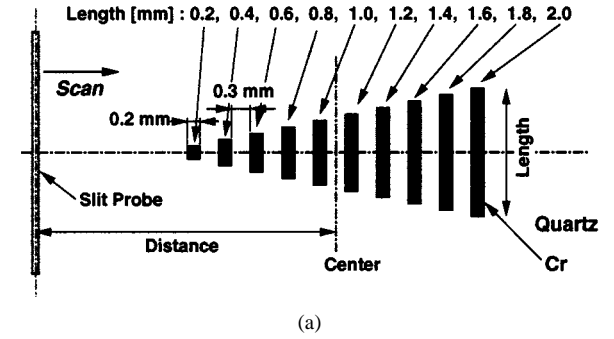 Length [mm] : 0.2, 0.4, 0.6, 0.8, 1.0, 1.2, 1.4, 1.6, 1.8, 2.0
Scan
0.3 mm
0.2 mm
Length
Slit Probe
Quartz
Distance
Center
Cr
(a)